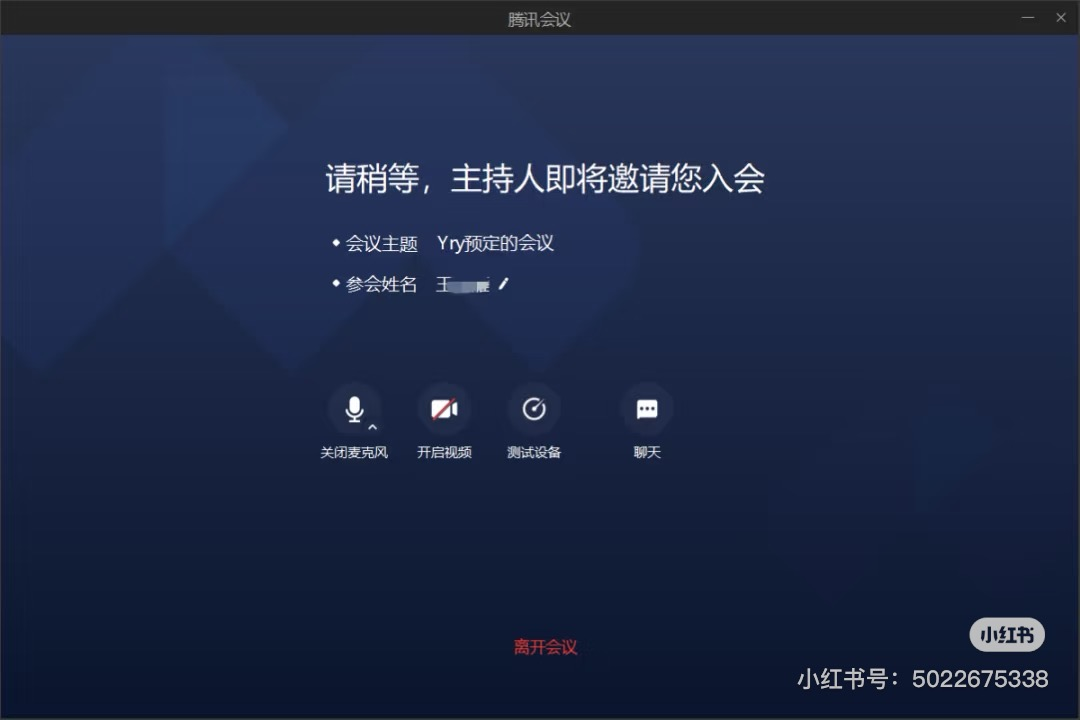 腾讯会议
请稍等，主持人即将邀请您入会
会议主题 Yry预定的会议
参会姓名 王
关闭麦克风 开启视频 测试设备 聊天
离开会议
小红书
小红书号：5022675338